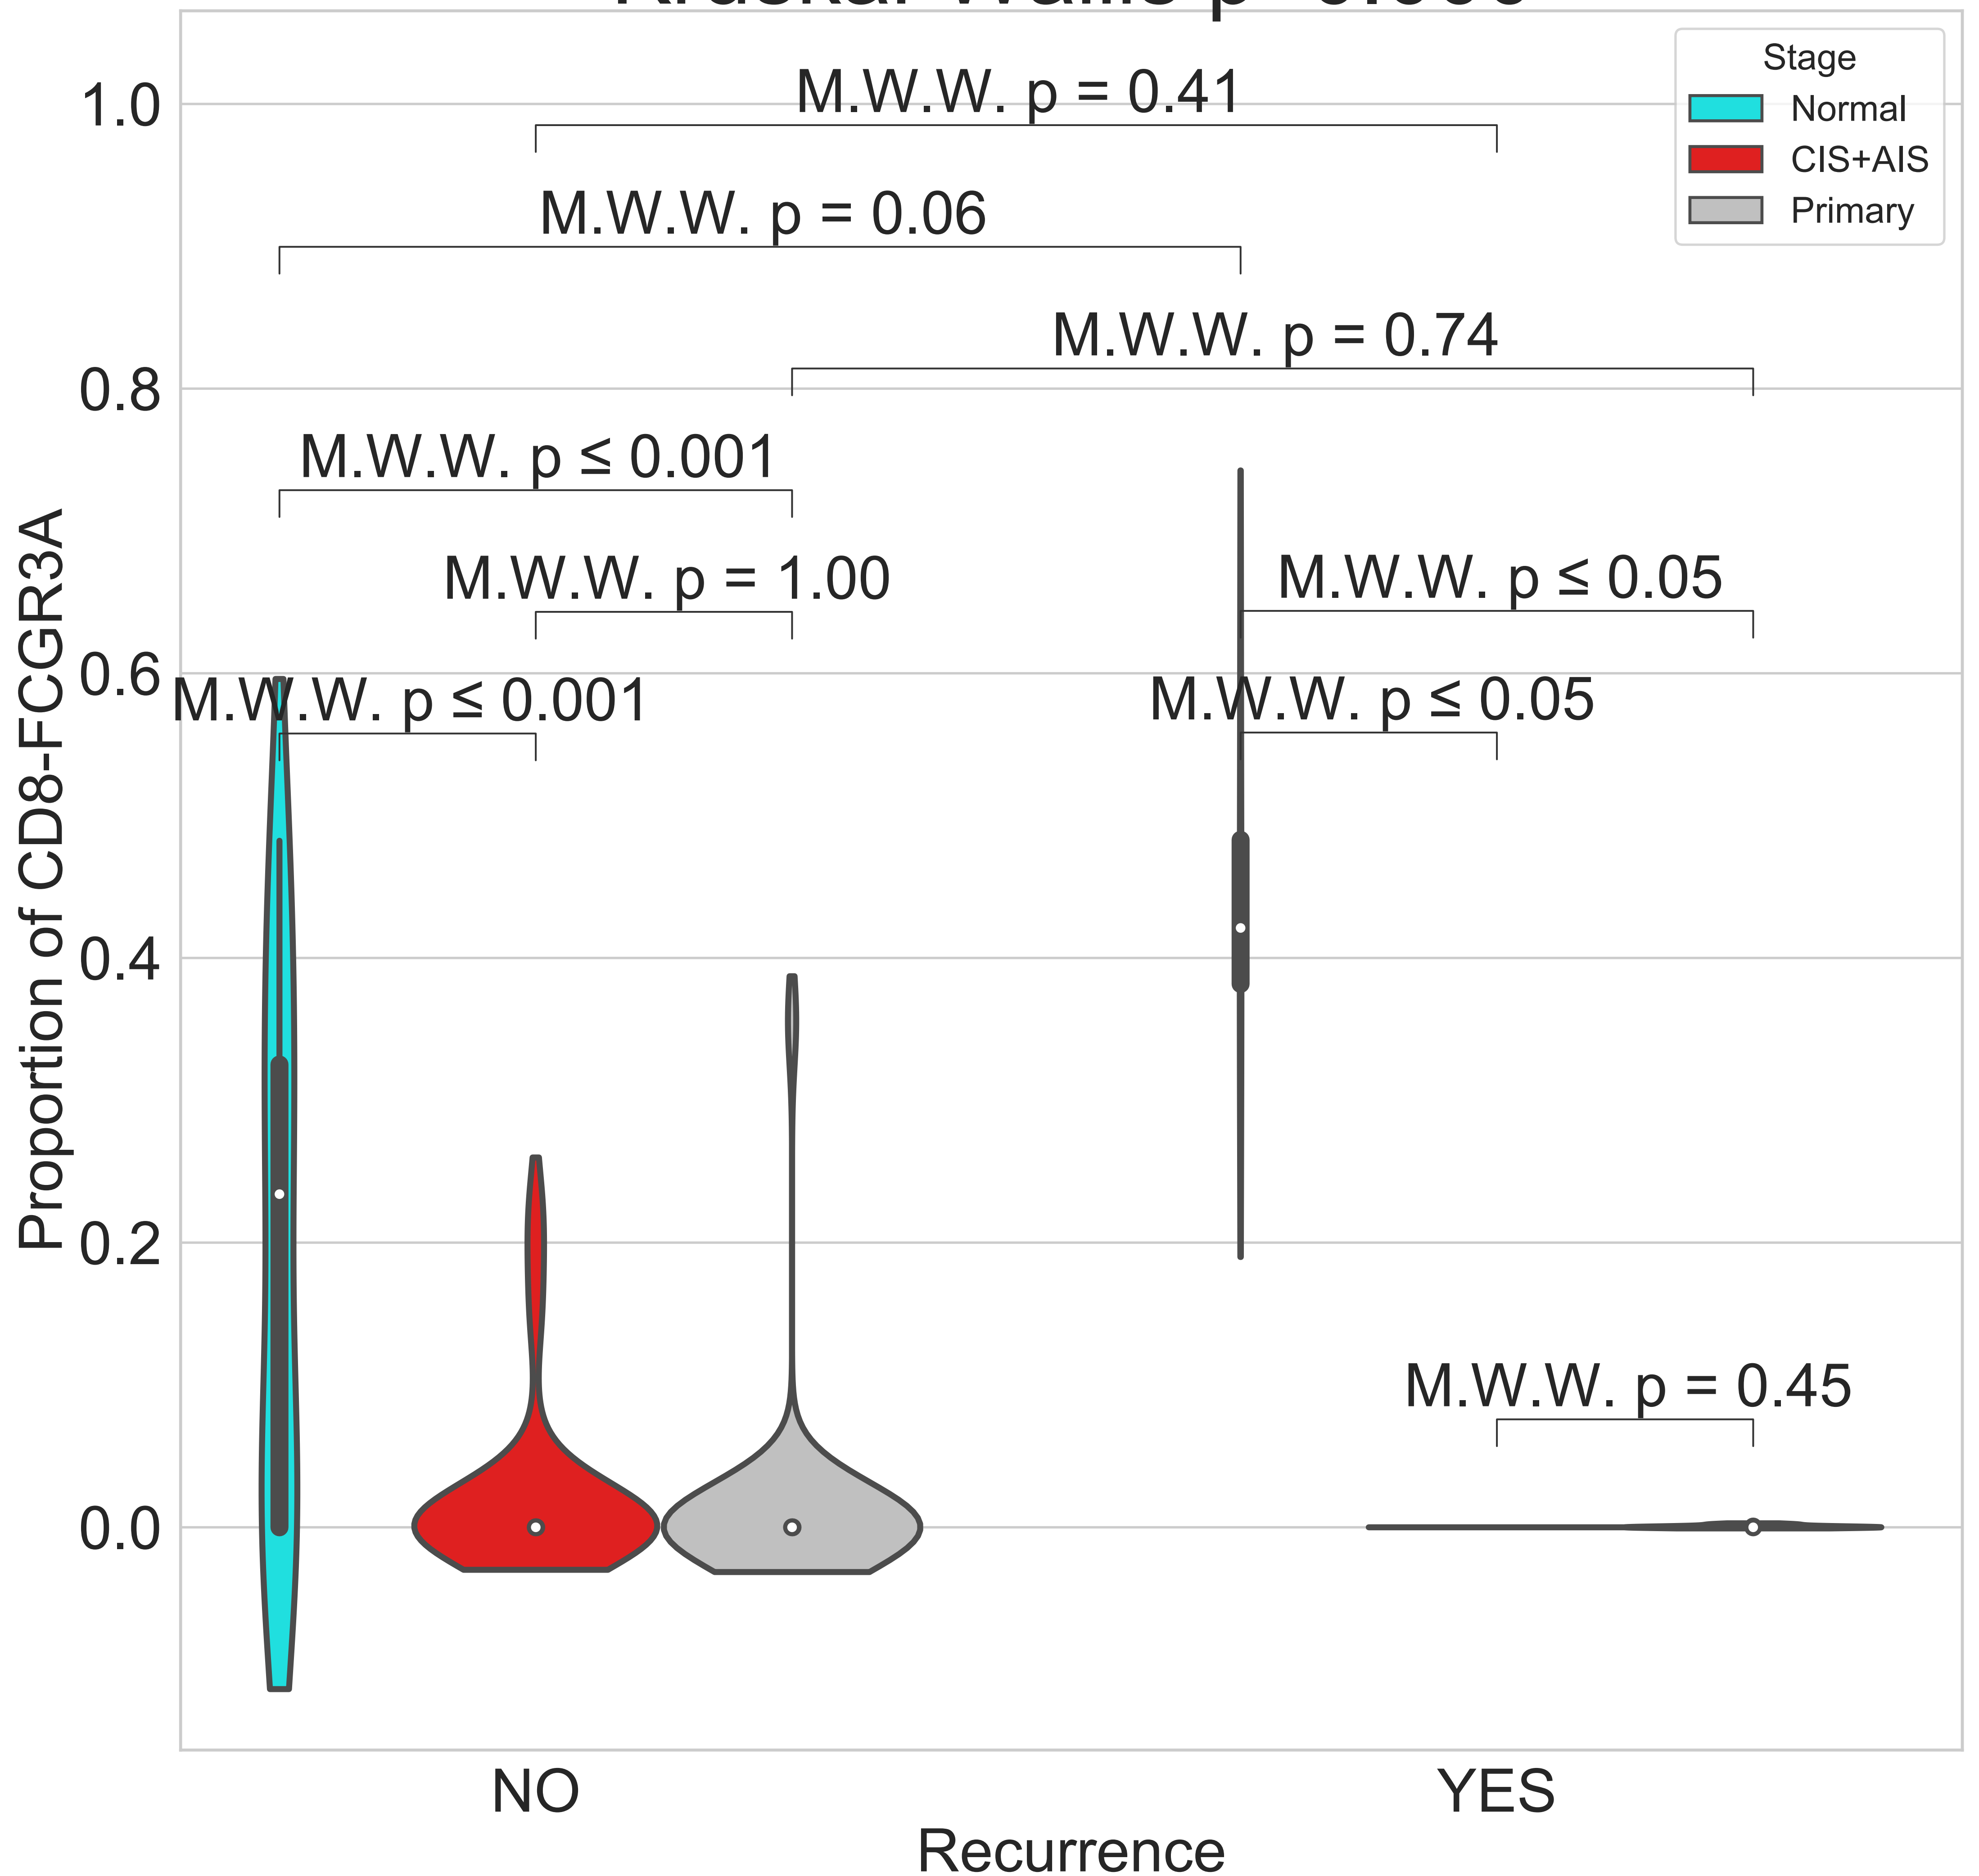 Stage
Normal
CIS+AIS
Primary
M.W.W. p = 0.41
M.W.W. p = 0.06
M.W.W. p = 0.74
M.W.W. p ≤ 0.001
M.W.W. p = 1.00
M.W.W. p ≤ 0.05
M.W.W. p ≤ 0.001
M.W.W. p ≤ 0.05
M.W.W. p = 0.45
1.0
0.8
0.6
0.4
0.2
0.0
Proportion of CD8-FCGR3A
NO
YES
Recurrence